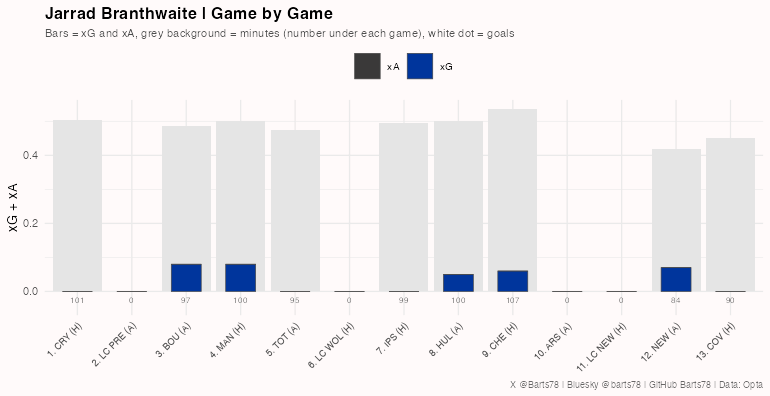 Jarrad Branthwaite | Game by Game
Bars = xG and xA, grey background = minutes (number under each game), white dot = goals
xA xG
xG + xA
0.4
0.2
0.0
101 0 97 100 95 0 99 100 107 0 0 84 90
1. CRY (H)
2. LC PRE (A)
3. BOU (A)
4. MAN (H)
5. TOT (A)
6. LC WOL (H)
7. IPS (H)
8. HUL (A)
9. CHE (H)
10. ARS (A)
11. LC NEW (H)
12. NEW (A)
13. COV (H)
X @Barts78 | Bluesky @barts78 | GitHub Barts78 | Data: Opta